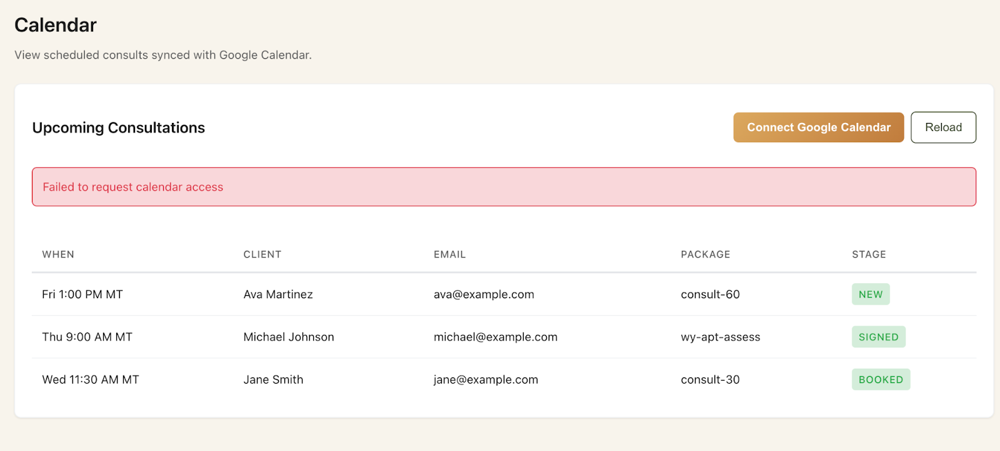 Calendar
View scheduled consults synced with Google Calendar.
Upcoming Consultations
Connect Google Calendar
Reload
Failed to request calendar access
WHEN CLIENT EMAIL PACKAGE STAGE
Fri 1:00 PM MT Ava Martinez ava@example.com consult-60 NEW
Thu 9:00 AM MT Michael Johnson michael@example.com wy-apt-assess SIGNED
Wed 11:30 AM MT Jane Smith jane@example.com consult-30 BOOKED